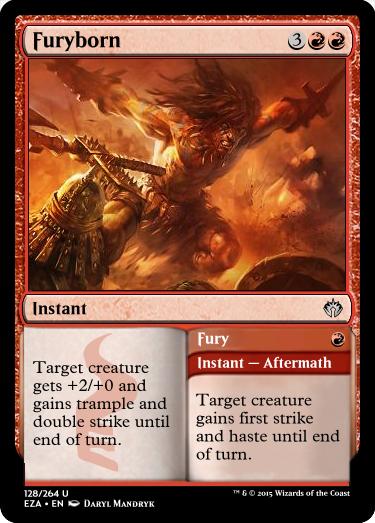 Furyborn 3
Instant
Target creature
gets +2/+0 and
gains trample and
double strike until
end of turn.
Fury
Instant — Aftermath
Target creature
gains first strike
and haste until end
of turn.
128/264 U
EZA • EN Daryl Mandryk
™ & © 2015 Wizards of the Coast